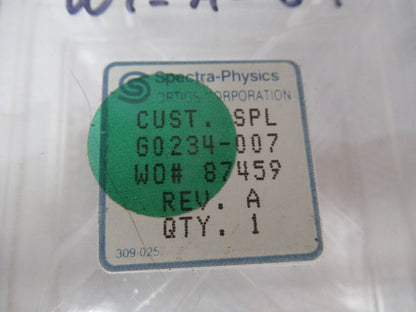 Spectra-Physics
OPTICS CORPORATION
CUST. SPL
G0234-007
WO# 87459
REV. A
QTY. 1
309-025